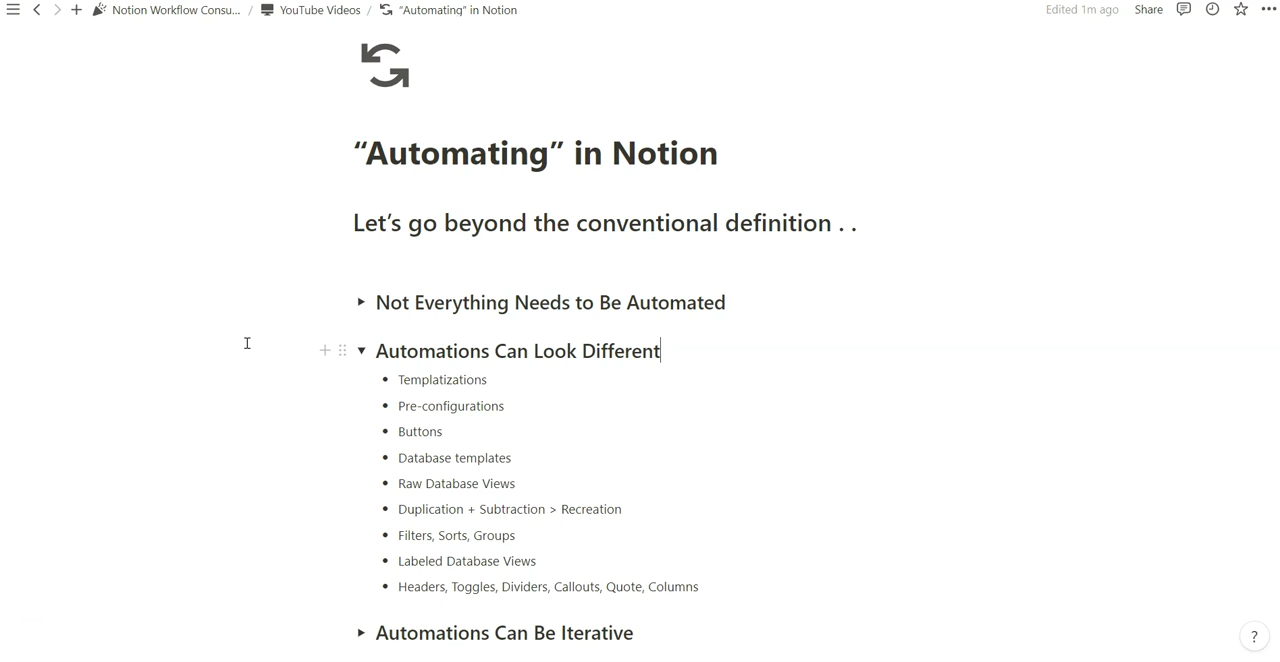 Notion Workflow Consu... / YouTube Videos / “Automating” in Notion
Edited 1m ago Share
“Automating” in Notion
Let’s go beyond the conventional definition . .
Not Everything Needs to Be Automated
Automations Can Look Different
Templatizations
Pre-configurations
Buttons
Database templates
Raw Database Views
Duplication + Subtraction > Recreation
Filters, Sorts, Groups
Labeled Database Views
Headers, Toggles, Dividers, Callouts, Quote, Columns
Automations Can Be Iterative
?